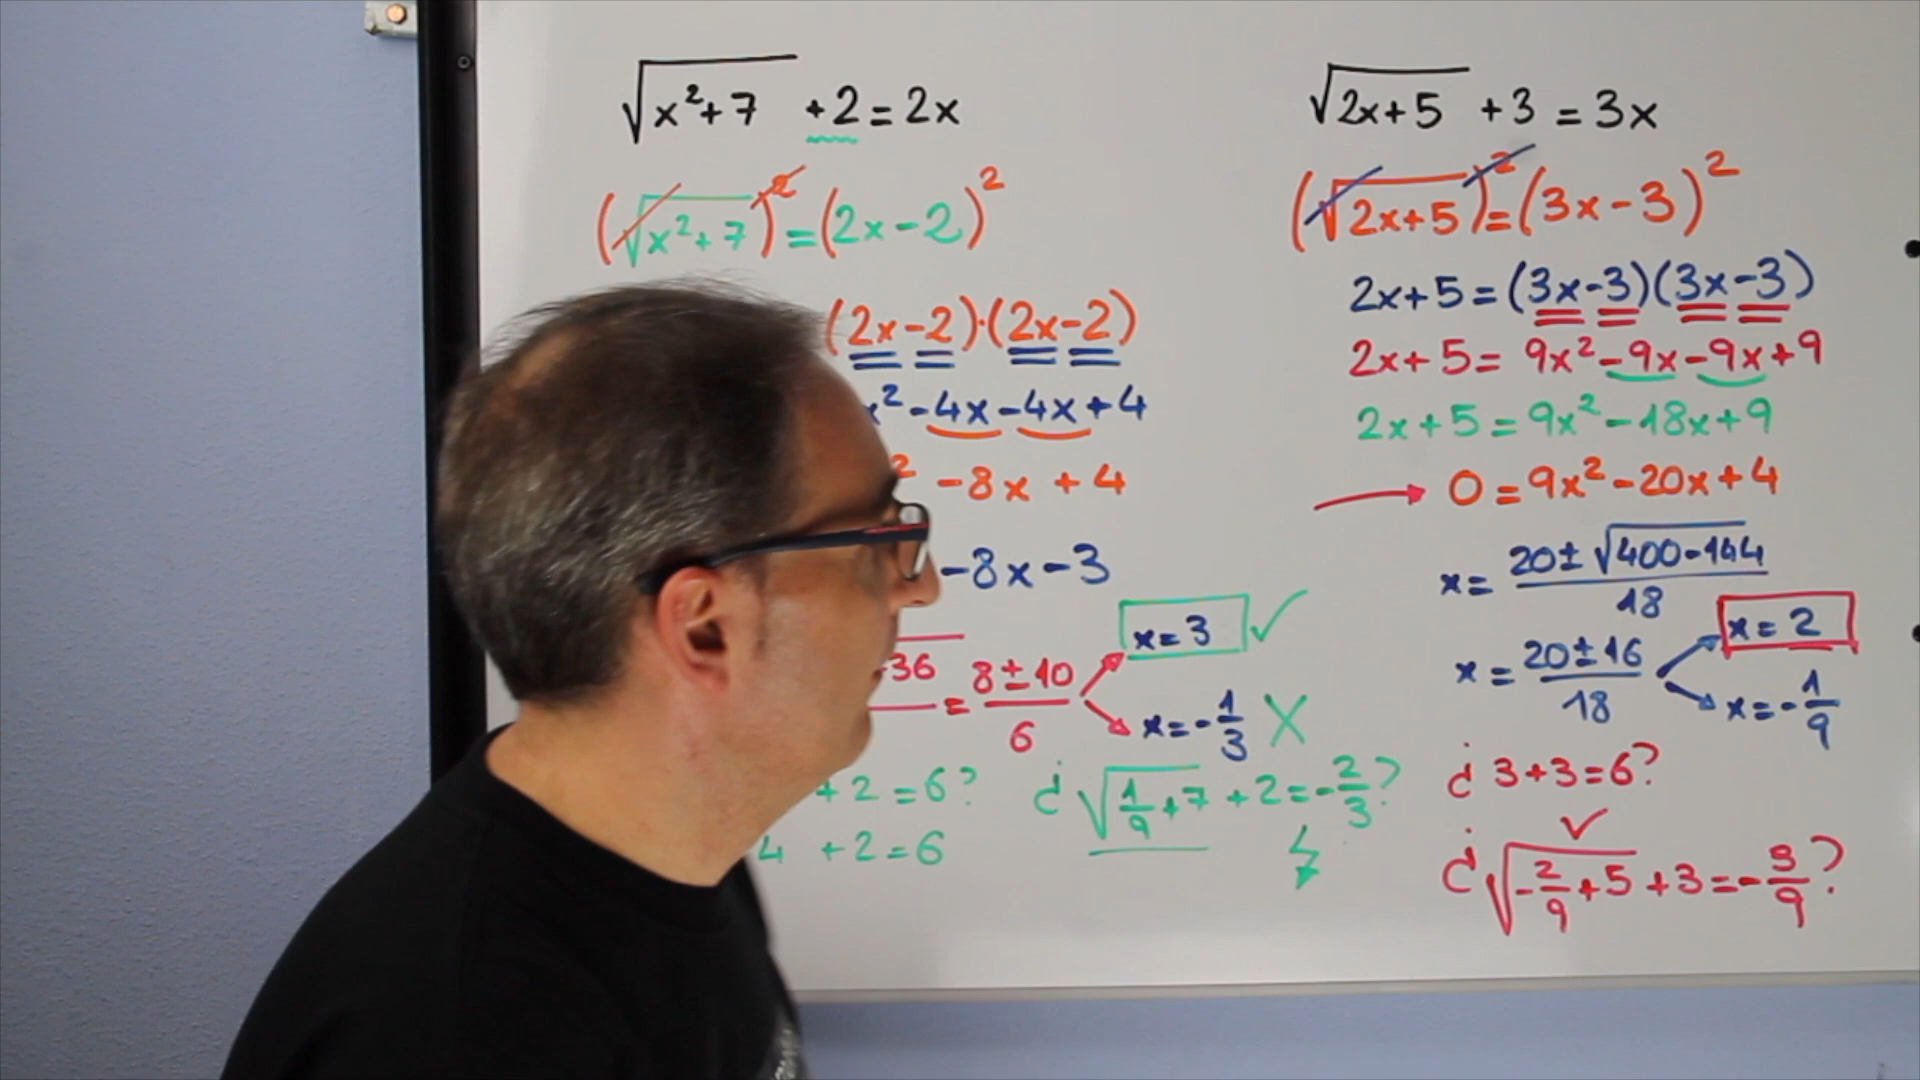 √x²+7 +2 = 2x
(√x²+7)² = (2x-2)²
(2x-2)·(2x-2)
x²-4x-4x+4
² -8x +4
-8x-3
36 = 8±10 / 6
x=3 ✓
x=-1/3 X
+2=6? ¿√1/9+7 +2=-2/3?
4 +2=6
√2x+5 +3 = 3x
(√2x+5)² = (3x-3)²
2x+5=(3x-3)(3x-3)
2x+5= 9x²-9x-9x+9
2x+5=9x²-18x+9
→ 0=9x²-20x+4
x= 20±√400-144 / 18
x= 20±16 / 18
x=2
x=-1/9
¿3+3=6?
✓
¿√-2/9+5 +3=-3/9?